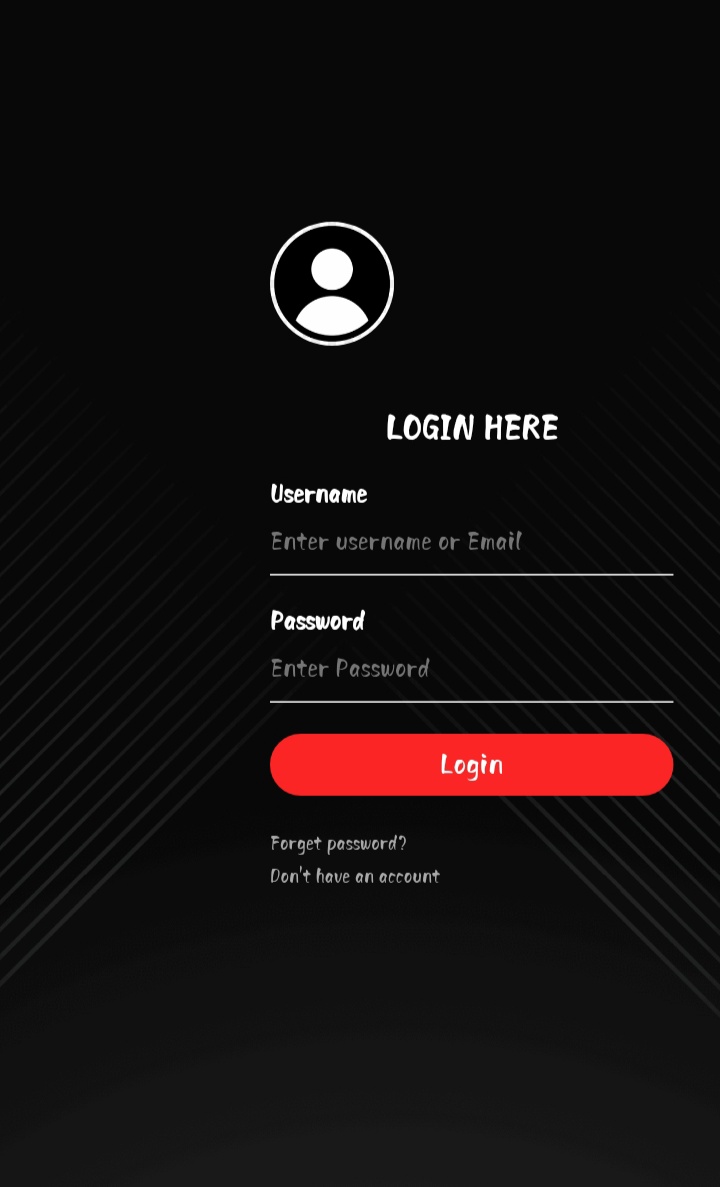 LOGIN HERE
Username
Enter username or Email
Password
Enter Password
Login
Forget password?
Don't have an account